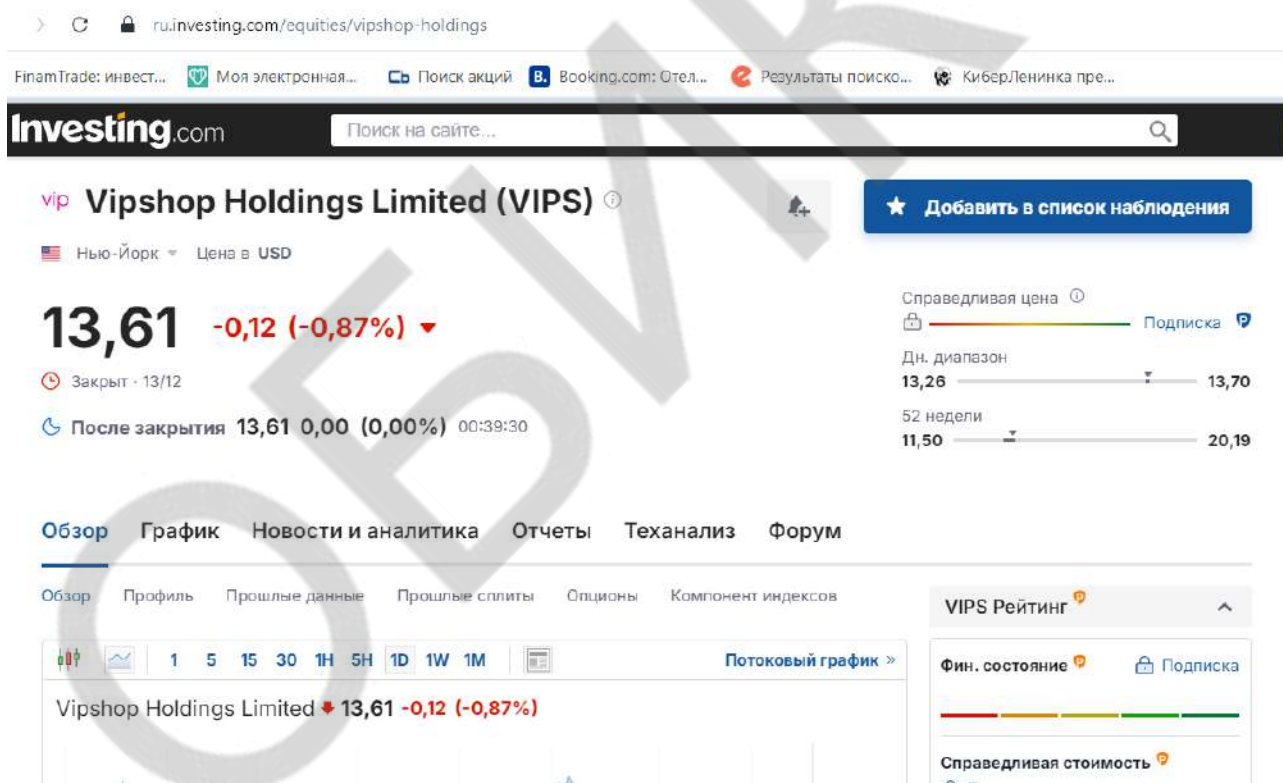 ru.investing.com/equities/vipshop-holdings
FinamTrade: инвест... Моя электронная... Сь Поиск акций B. Booking.com: Отел... Результаты поиско... КиберЛенинка пре...
Investing.com Поиск на сайте...
vip Vipshop Holdings Limited (VIPS)
Добавить в список наблюдения
Нью-Йорк Цена в USD
13,61 -0,12 (-0,87%)
Закрыт · 13/12
После закрытия 13,61 0,00 (0,00%) 00:39:30
Справедливая цена
Подписка
Дн. диапазон
13,26 13,70
52 недели
11,50 20,19
Обзор График Новости и аналитика Отчеты Теханализ Форум
Обзор Профиль Прошлые данные Прошлые сплиты Опционы Компонент индексов
1 5 15 30 1H 5H 1D 1W 1M Потоковый график »
Vipshop Holdings Limited 13,61 -0,12 (-0,87%)
VIPS Рейтинг
Фин. состояние Подписка
Справедливая стоимость
ОБИК